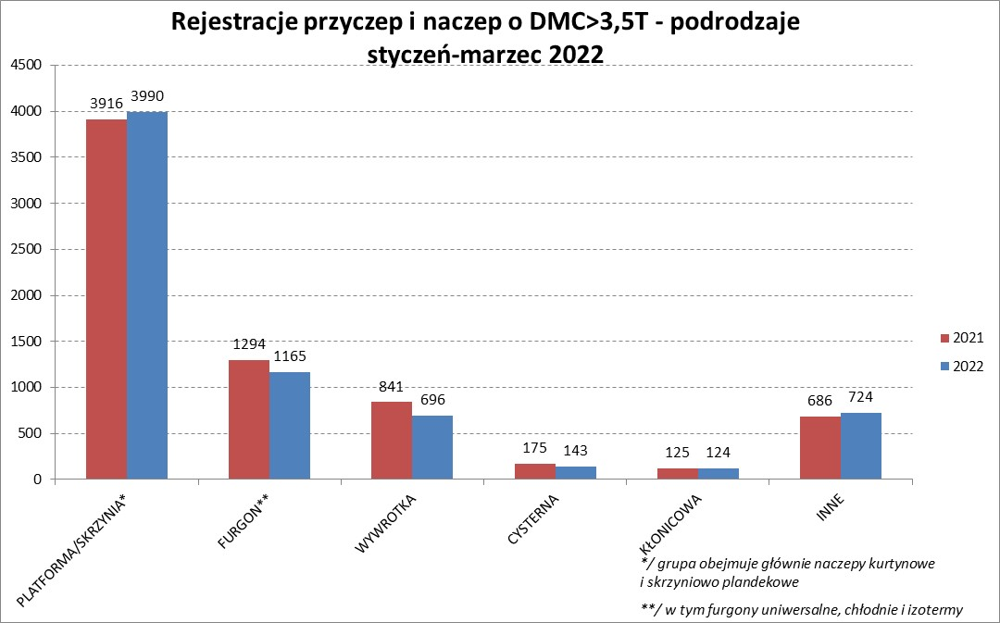 Rejestracje przyczep i naczep o DMC>3,5T - podrodzaje
styczeń-marzec 2022
4500
4000
3500
3000
2500
2000
1500
1000
500
0
3916
3990
1294
1165
841
696
175
143
125
124
686
724
2021
2022
PLATFORMA/SKRZYNIA*
FURGON**
WYWROTKA
CYSTERNA
KŁONICOWA
INNE
*/ grupa obejmuje głównie naczepy kurtynowe
i skrzyniowo plandekowe
**/ w tym furgony uniwersalne, chłodnie i izotermy